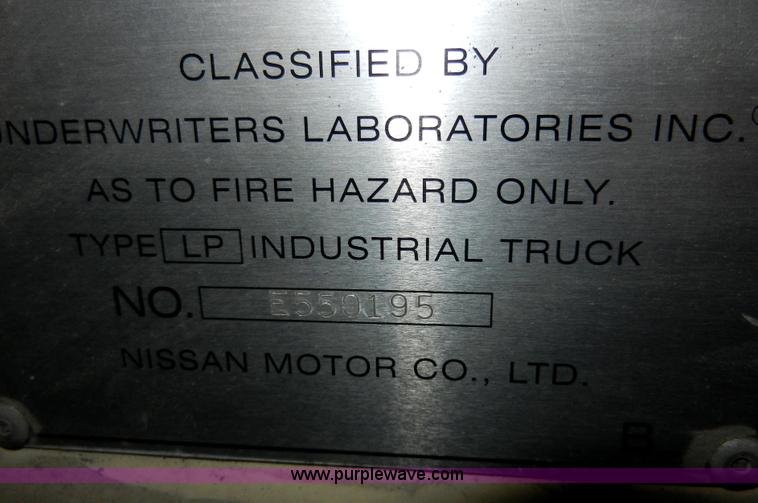 CLASSIFIED BY
UNDERWRITERS LABORATORIES INC.®
AS TO FIRE HAZARD ONLY.
TYPE LP INDUSTRIAL TRUCK
NO. E550195
NISSAN MOTOR CO., LTD.
B
www.purplewave.com